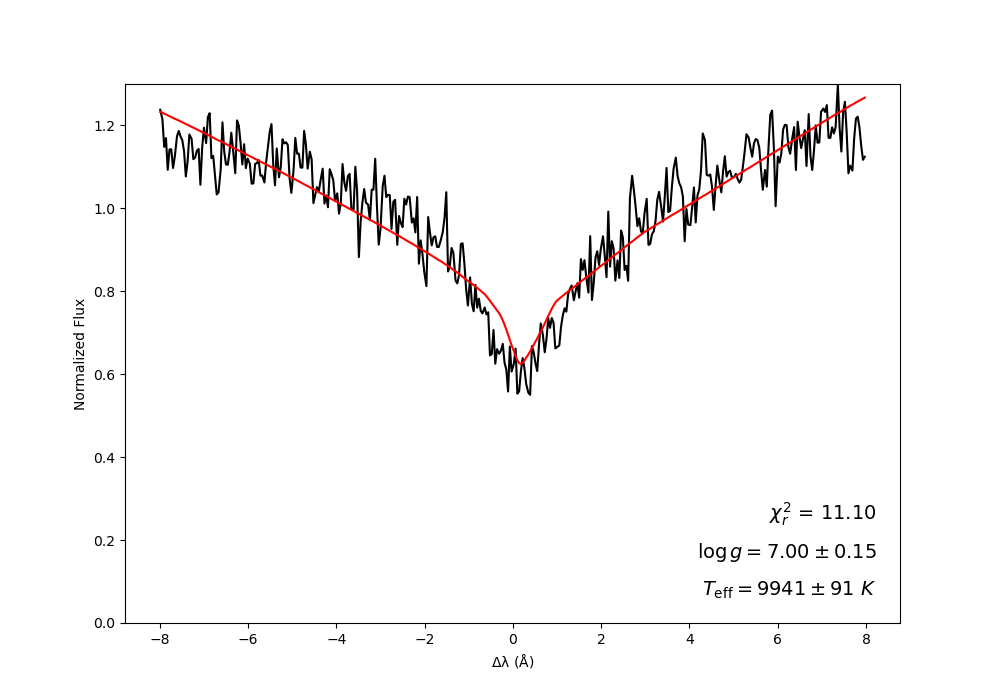 1.2
1.0
0.8
0.6
0.4
0.2
0.0
Normalized Flux
χ²ᵣ = 11.10
log g = 7.00 ± 0.15
T_eff = 9941 ± 91 K
−8 −6 −4 −2 0 2 4 6 8
Δλ (Å)